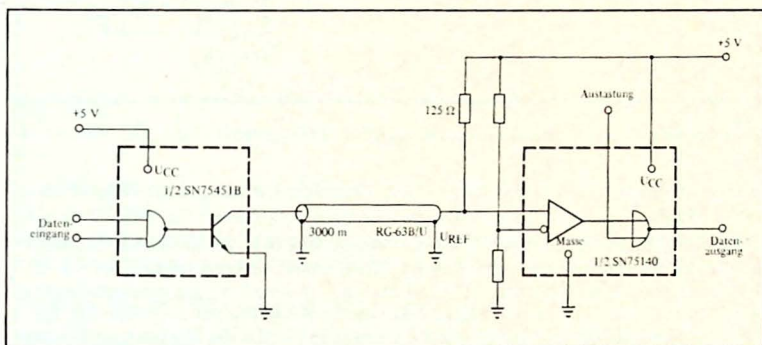 +5 V
125 Ω
Austastung
+5 V
UCC
1/2 SN75451B
UCC
Daten-
eingang
3000 m
RG-63B/U
UREF
Masse
1/2 SN75140
Daten-
ausgang